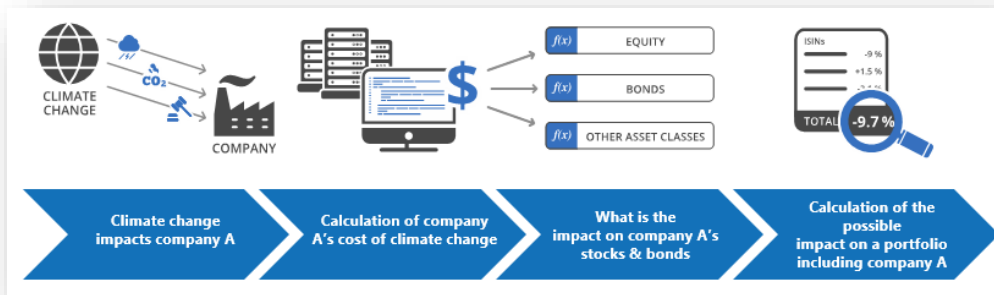 CO₂
CLIMATE
CHANGE
COMPANY
$
f(x) EQUITY
f(x) BONDS
f(x) OTHER ASSET CLASSES
ISINs
-9 %
+1.5 %
TOTAL -9.7 %
Climate change
impacts company A
Calculation of company
A's cost of climate change
What is the
impact on company A's
stocks & bonds
Calculation of the
possible
impact on a portfolio
including company A